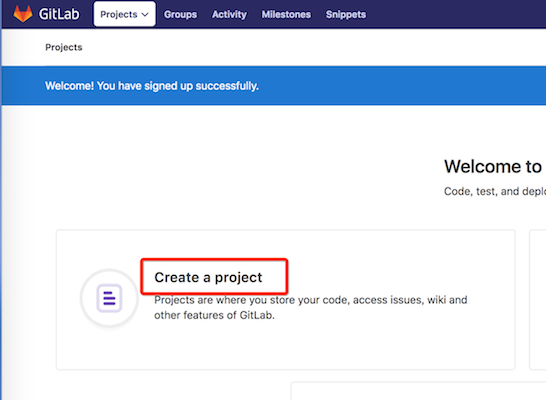 GitLab Projects Groups Activity Milestones Snippets
Projects
Welcome! You have signed up successfully.
Welcome to
Code, test, and
Create a project
Projects are where you store your code, access issues, wiki and
other features of GitLab.